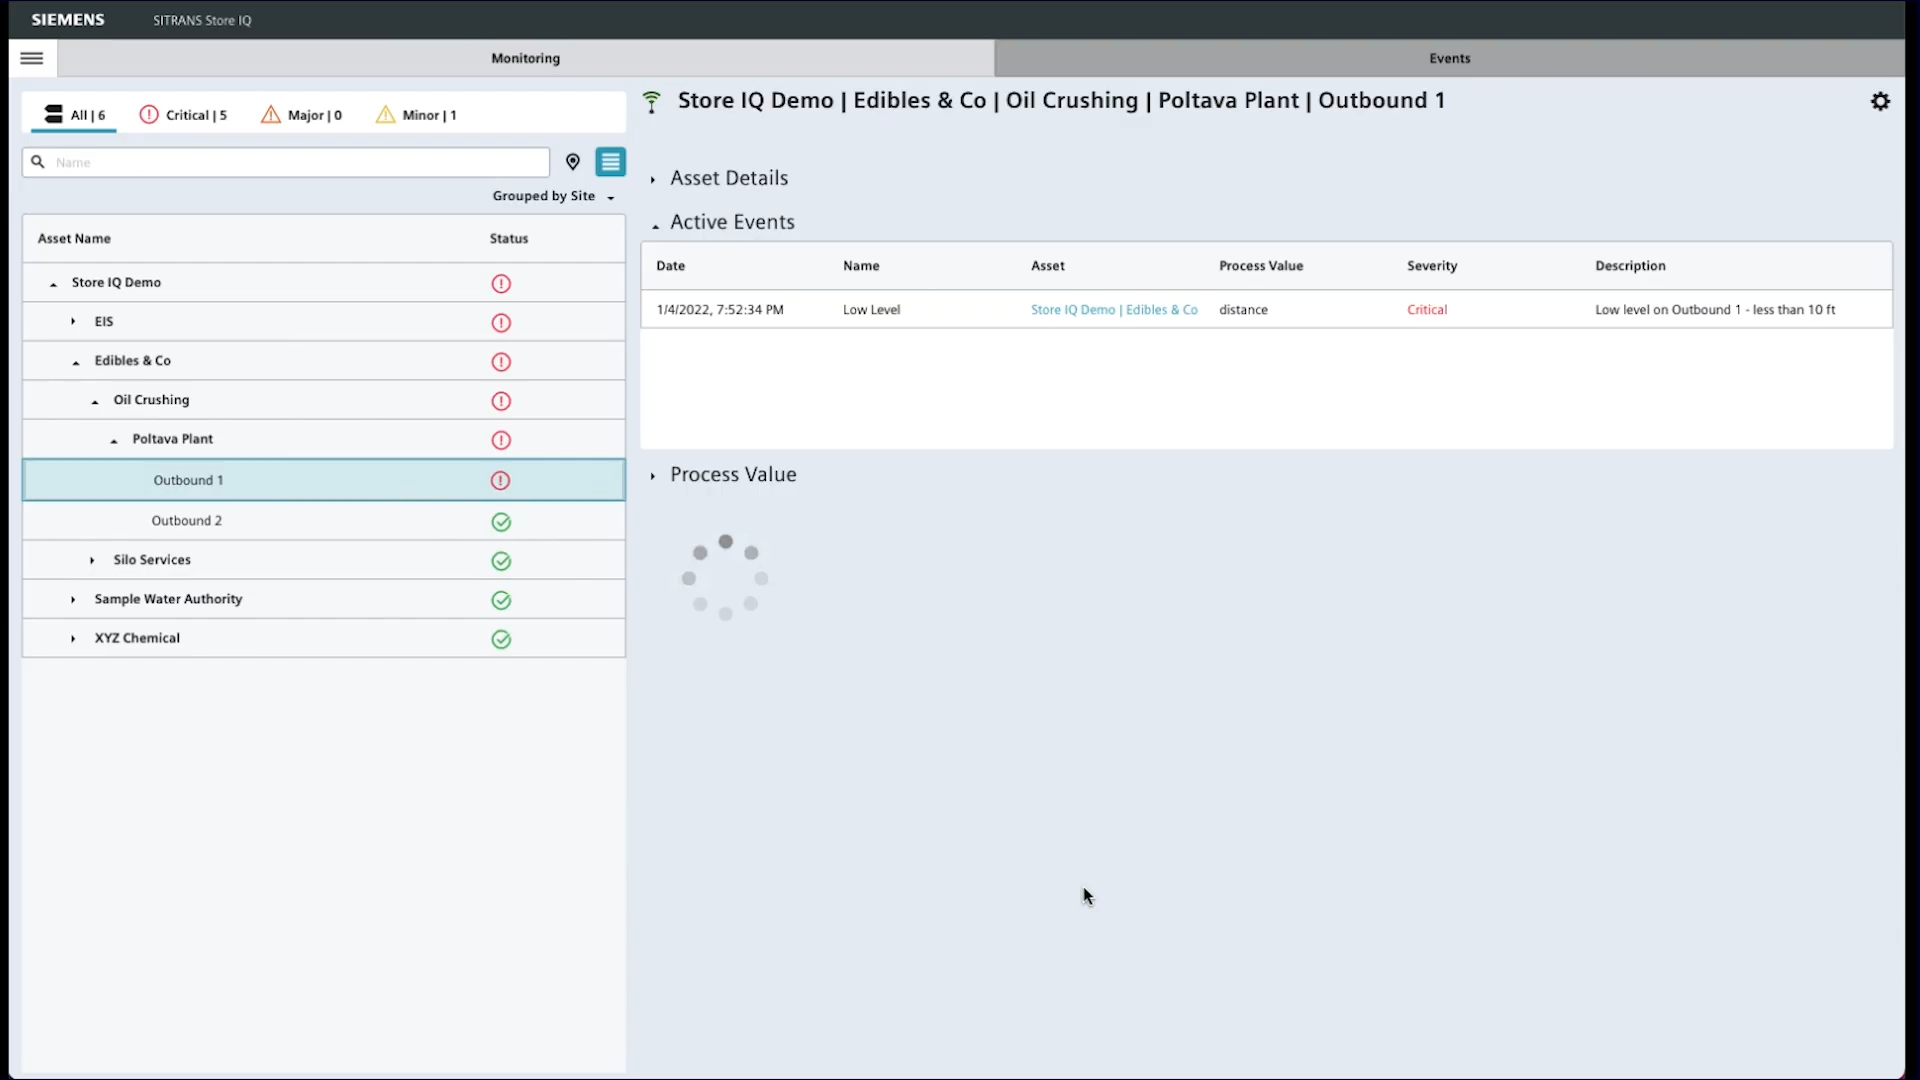 SIEMENS SITRANS Store IQ
Monitoring Events
All | 6 Critical | 5 Major | 0 Minor | 1
Name
Grouped by Site
Asset Name Status
Store IQ Demo
EIS
Edibles & Co
Oil Crushing
Poltava Plant
Outbound 1
Outbound 2
Silo Services
Sample Water Authority
XYZ Chemical
Store IQ Demo | Edibles & Co | Oil Crushing | Poltava Plant | Outbound 1
Asset Details
Active Events
Date Name Asset Process Value Severity Description
1/4/2022, 7:52:34 PM Low Level Store IQ Demo | Edibles & Co distance Critical Low level on Outbound 1 - less than 10 ft
Process Value